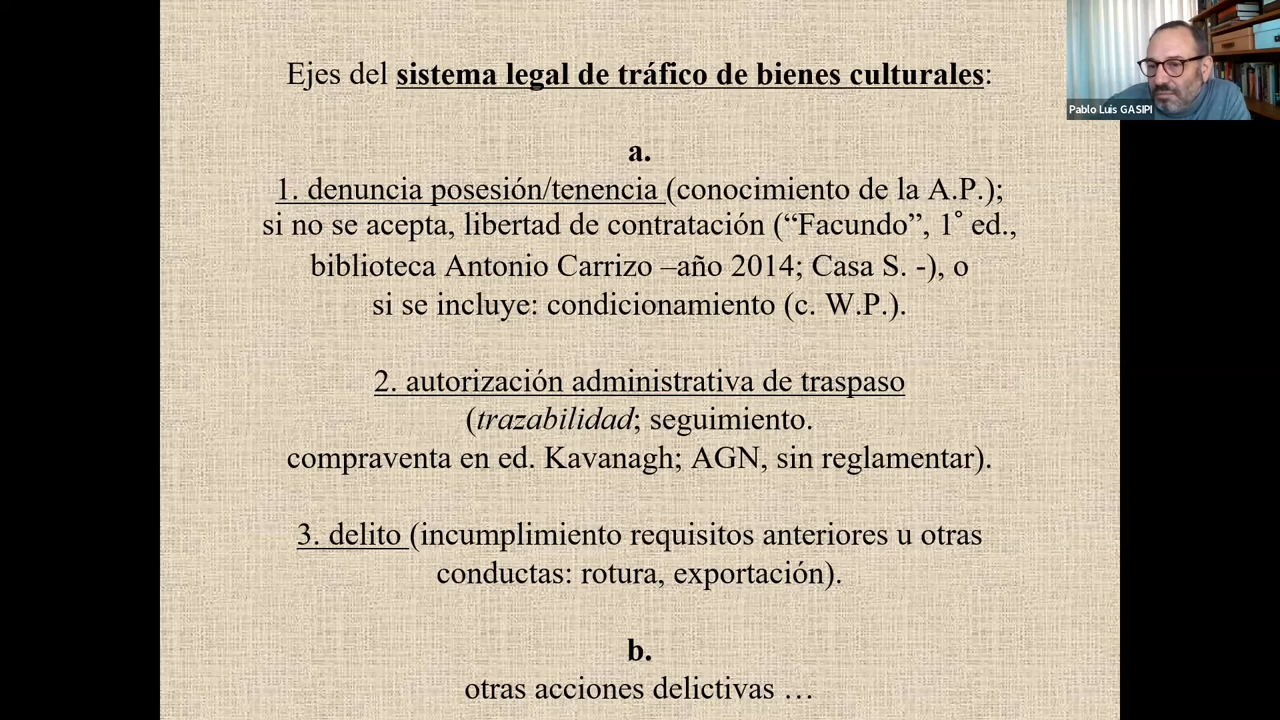 Ejes del sistema legal de tráfico de bienes culturales:
a.
1. denuncia posesión/tenencia (conocimiento de la A.P.);
si no se acepta, libertad de contratación (“Facundo”, 1° ed.,
biblioteca Antonio Carrizo –año 2014; Casa S. -), o
si se incluye: condicionamiento (c. W.P.).
2. autorización administrativa de traspaso
(trazabilidad; seguimiento.
compraventa en ed. Kavanagh; AGN, sin reglamentar).
3. delito (incumplimiento requisitos anteriores u otras
conductas: rotura, exportación).
b.
otras acciones delictivas …
Pablo Luis GASIPI